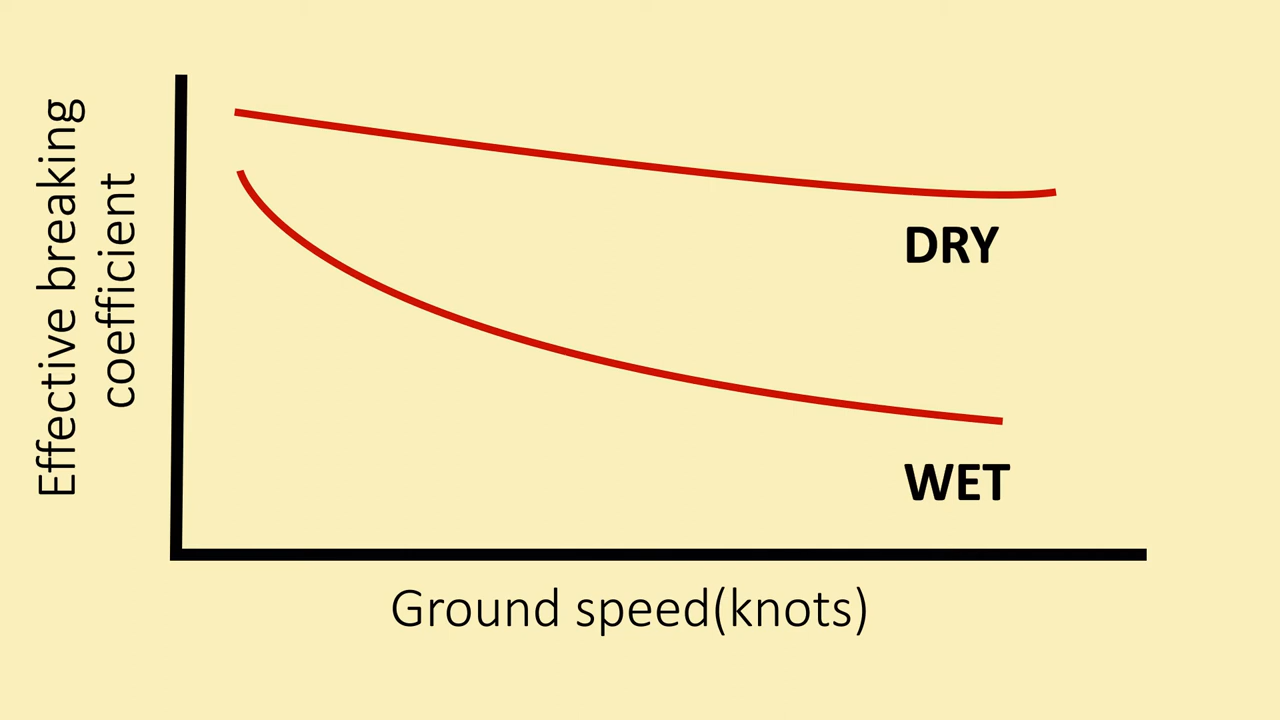 Effective breaking
coefficient
DRY
WET
Ground speed(knots)